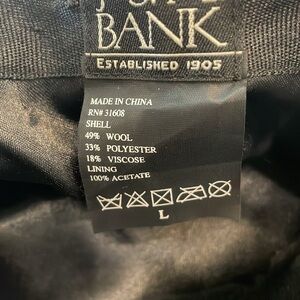 BANK
ESTABLISHED 1905
MADE IN CHINA
RN# 31608
SHELL
49% WOOL
33% POLYESTER
18% VISCOSE
LINING
100% ACETATE
L